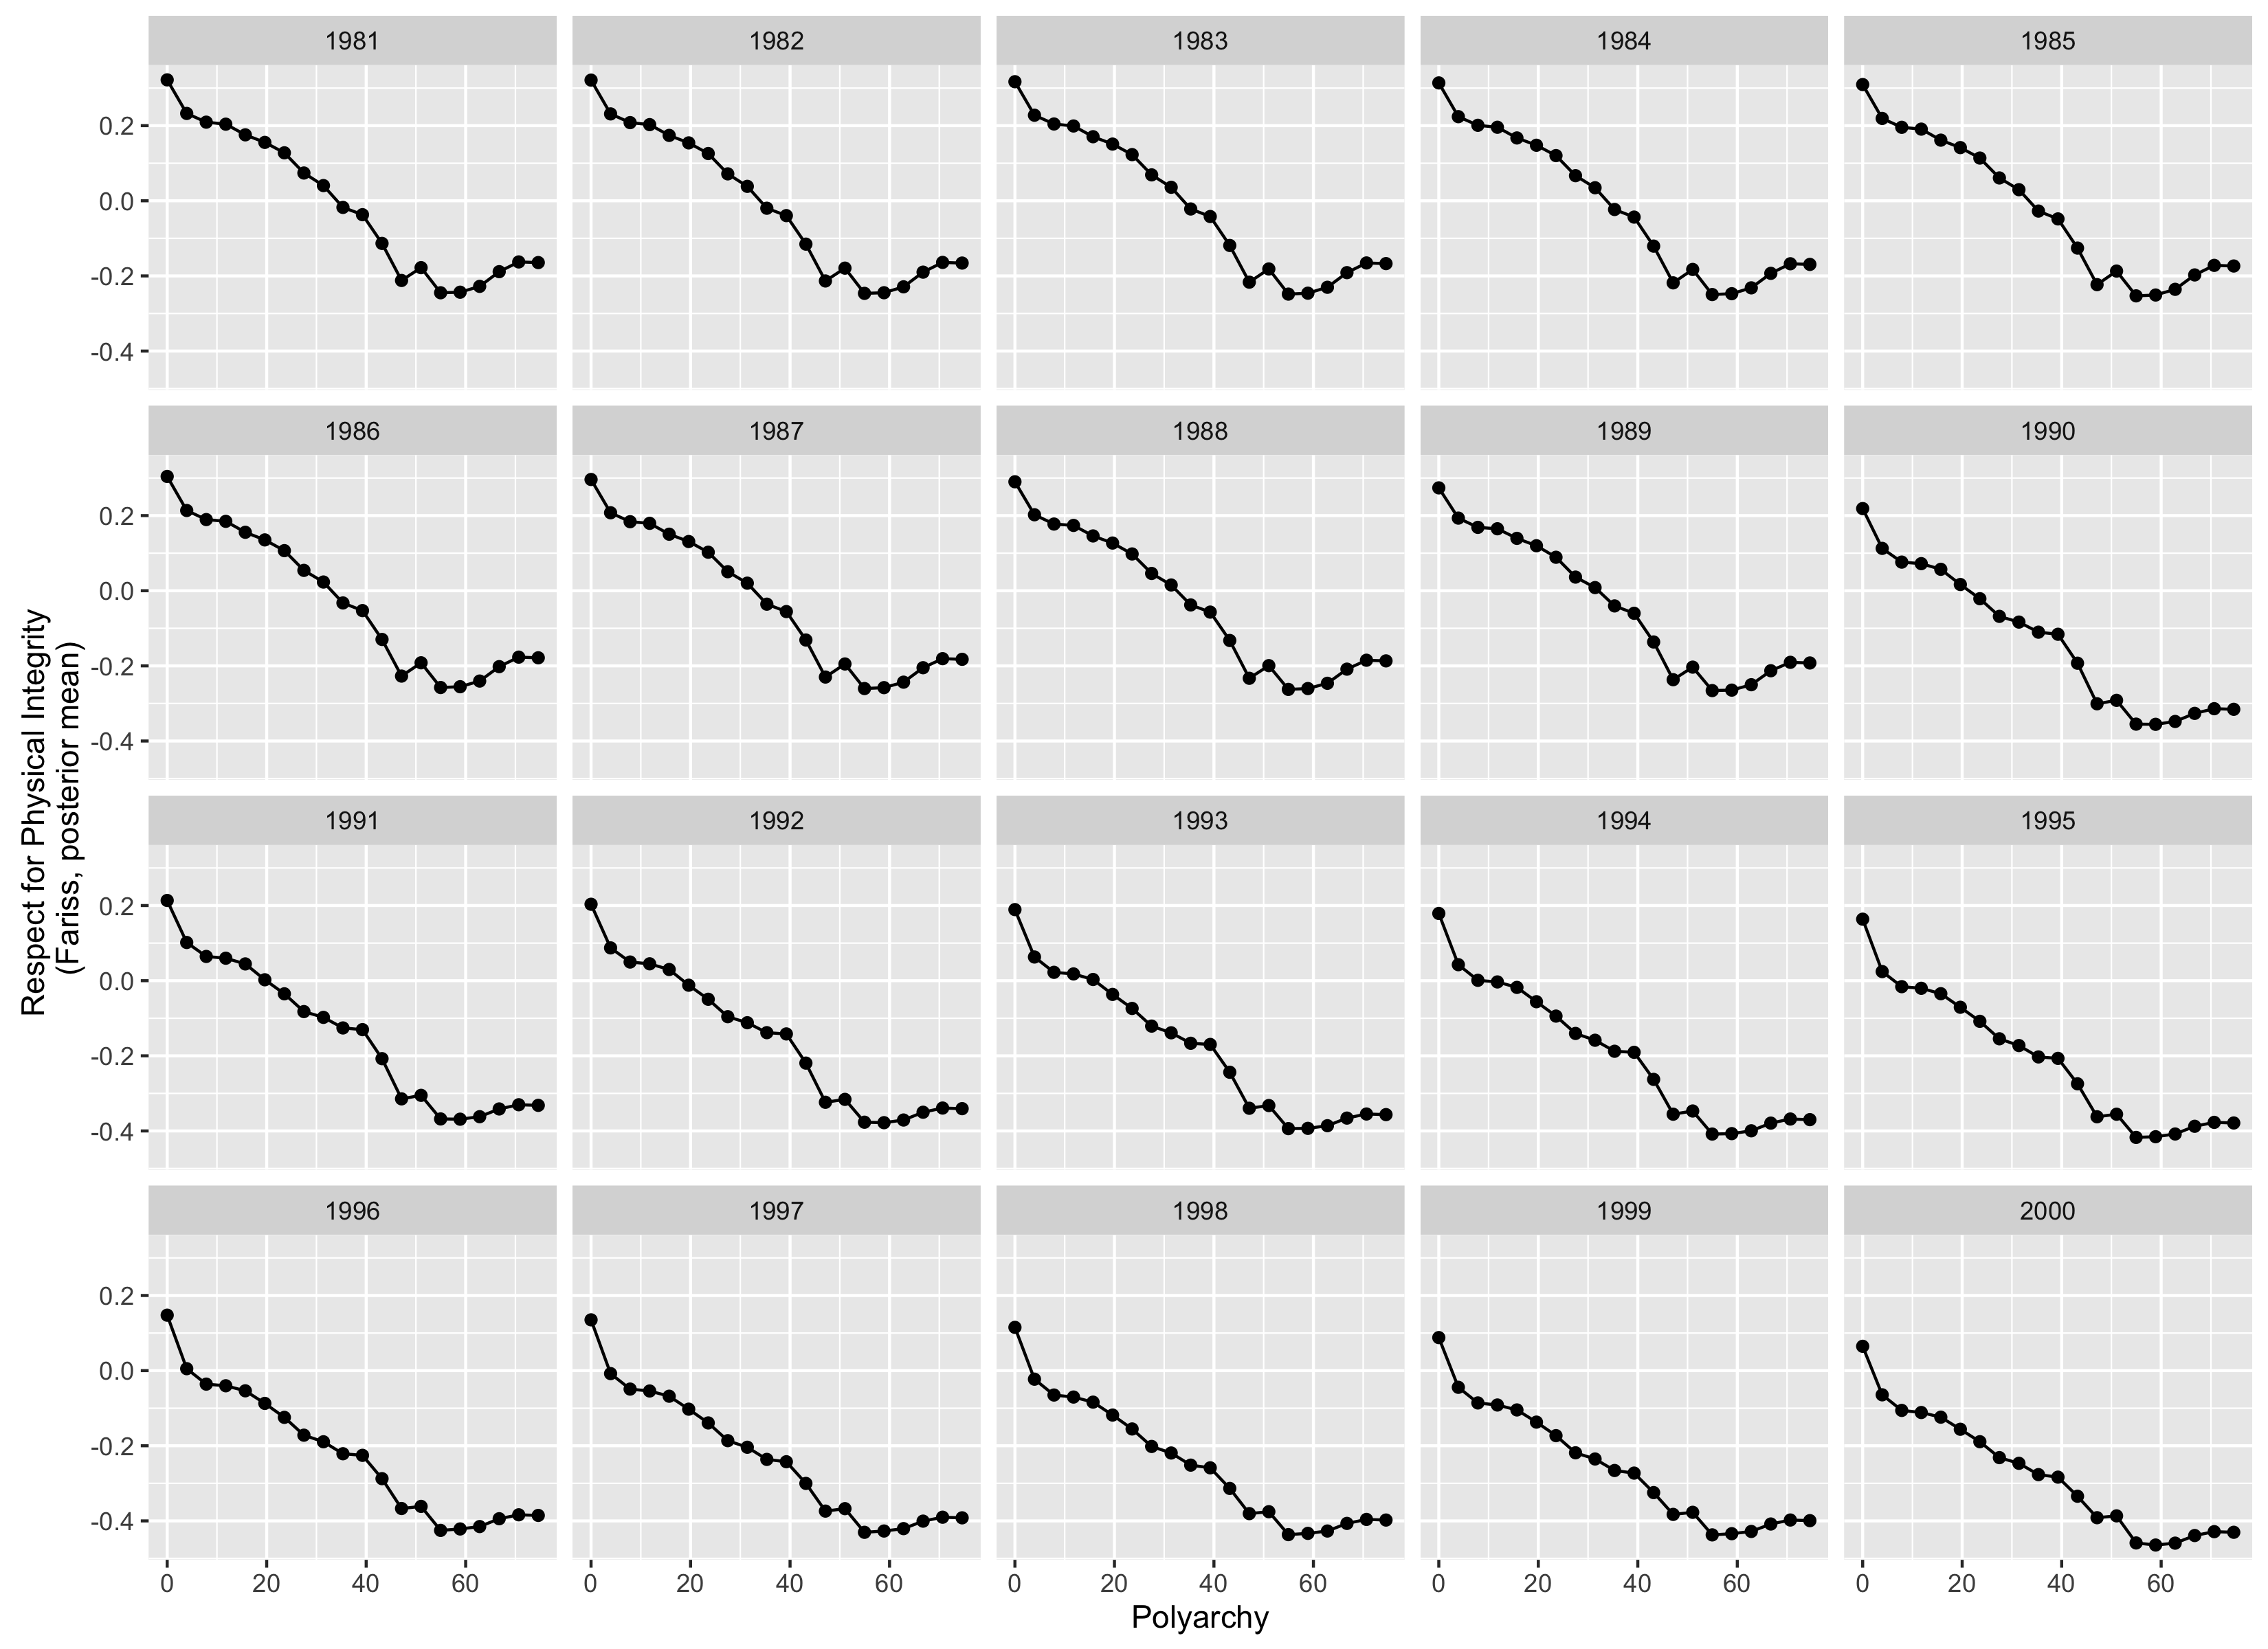 1981 1982 1983 1984 1985
0.2
0.0
-0.2
-0.4
1986 1987 1988 1989 1990
0.2
0.0
-0.2
-0.4
1991 1992 1993 1994 1995
0.2
0.0
-0.2
-0.4
1996 1997 1998 1999 2000
0.2
0.0
-0.2
-0.4
0 20 40 60 0 20 40 60 0 20 40 60 0 20 40 60 0 20 40 60
Polyarchy
Respect for Physical Integrity
(Fariss, posterior mean)